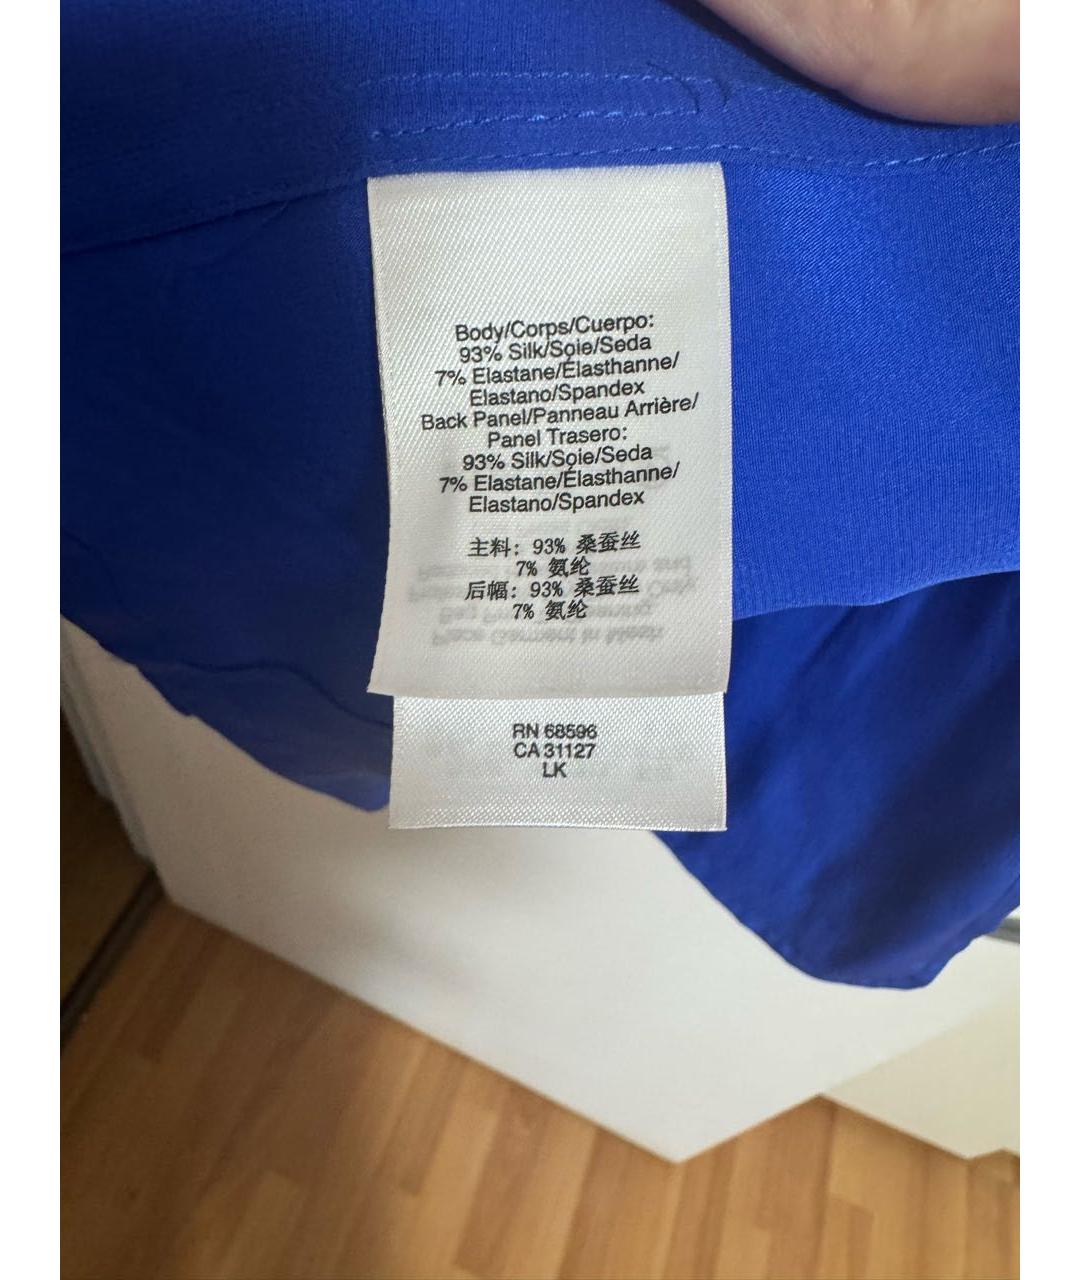 Body/Corps/Cuerpo:
93% Silk/Soie/Seda
7% Elastane/Élasthanne/
Elastano/Spandex
Back Panel/Panneau Arrière/
Panel Trasero:
93% Silk/Soie/Seda
7% Elastane/Élasthanne/
Elastano/Spandex
主料: 93% 桑蚕丝
7% 氨纶
后幅: 93% 桑蚕丝
7% 氨纶
RN 68596
CA 31127
LK